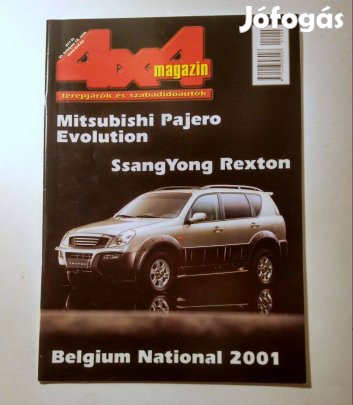 Jófogás
4x4
magazin
terepjárók és szabadidőautók
Mitsubishi Pajero
Evolution
SsangYong Rexton
Belgium National 2001